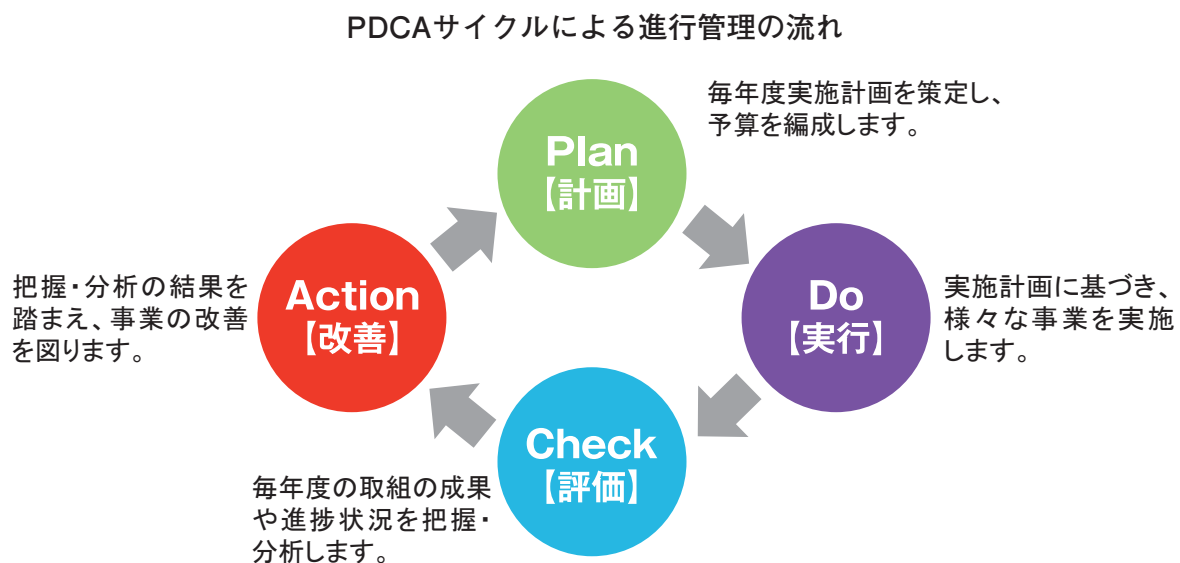 PDCAサイクルによる進行管理の流れ
Plan
【計画】
毎年度実施計画を策定し、
予算を編成します。
Do
【実行】
実施計画に基づき、
様々な事業を実施
します。
Check
【評価】
毎年度の取組の成果
や進捗状況を把握・
分析します。
Action
【改善】
把握・分析の結果を
踏まえ、事業の改善
を図ります。